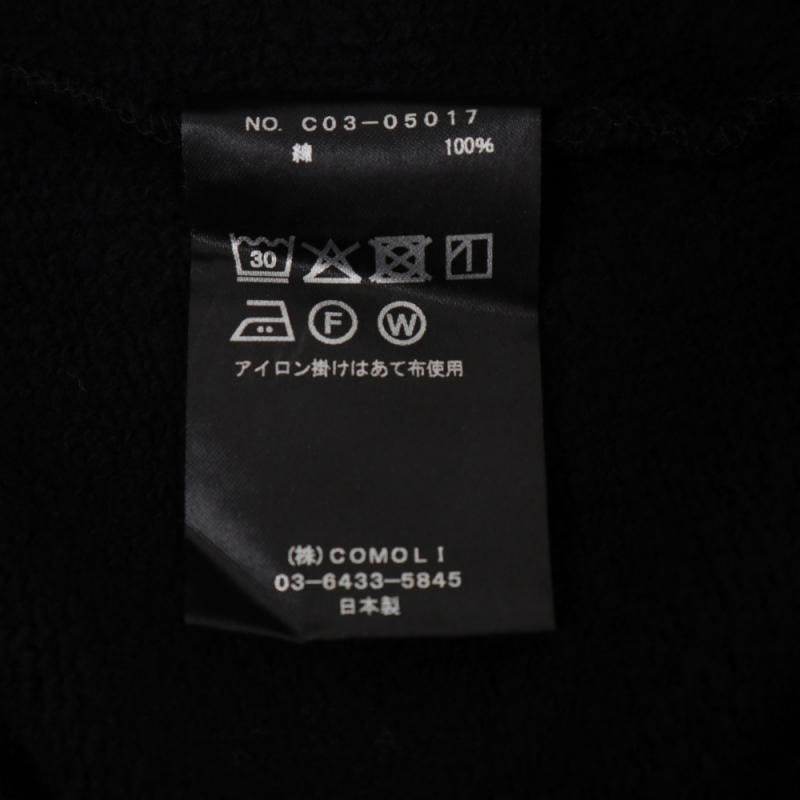 NO. C03-05017
綿 100%
30
F W
アイロン掛けはあて布使用
(株)COMOLI
03-6433-5845
日本製